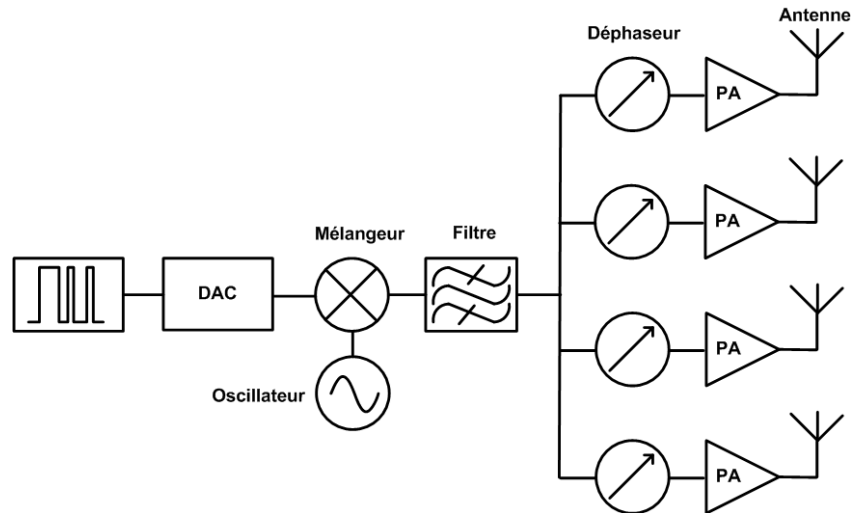 Antenne
Déphaseur
PA
PA
Mélangeur
Filtre
DAC
PA
Oscillateur
PA